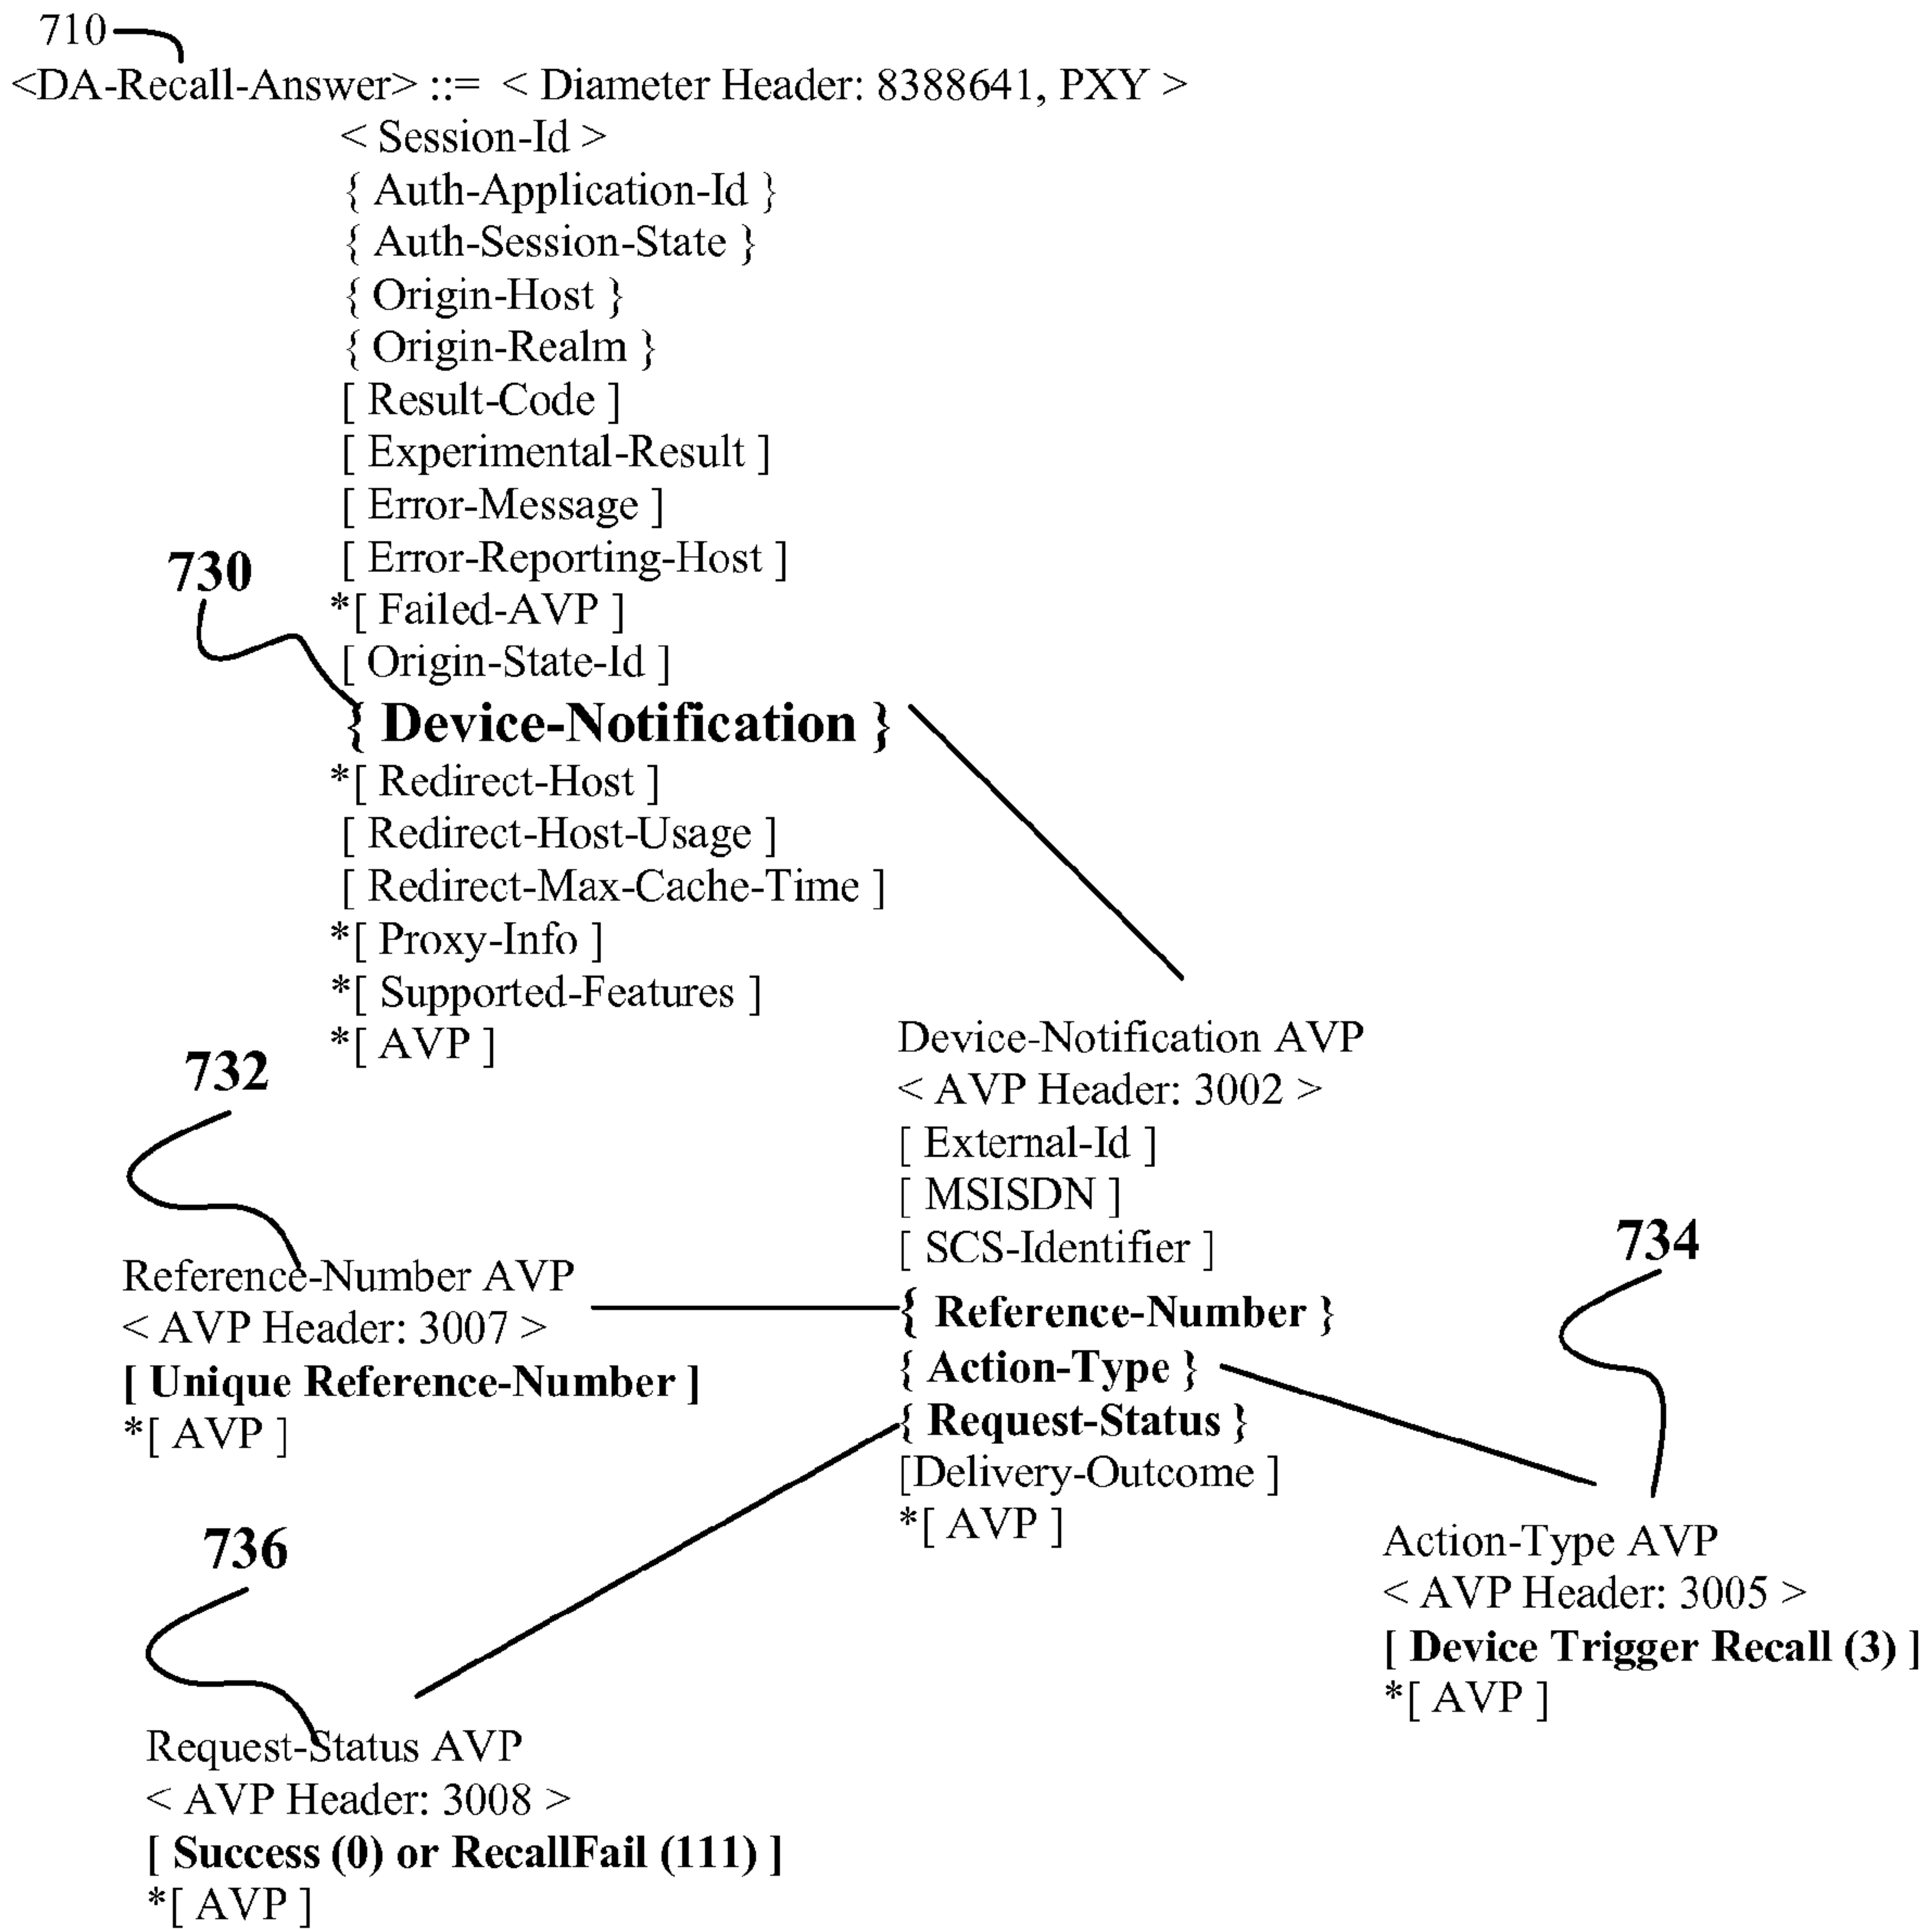 710
<DA-Recall-Answer> ::= < Diameter Header: 8388641, PXY >
< Session-Id >
{ Auth-Application-Id }
{ Auth-Session-State }
{ Origin-Host }
{ Origin-Realm }
[ Result-Code ]
[ Experimental-Result ]
[ Error-Message ]
[ Error-Reporting-Host ]
730
*[ Failed-AVP ]
[ Origin-State-Id ]
{ Device-Notification }
*[ Redirect-Host ]
[ Redirect-Host-Usage ]
[ Redirect-Max-Cache-Time ]
*[ Proxy-Info ]
*[ Supported-Features ]
*[ AVP ]
Device-Notification AVP
< AVP Header: 3002 >
[ External-Id ]
[ MSISDN ]
[ SCS-Identifier ]
{ Reference-Number }
{ Action-Type }
{ Request-Status }
[Delivery-Outcome ]
*[ AVP ]
732
Reference-Number AVP
< AVP Header: 3007 >
[ Unique Reference-Number ]
*[ AVP ]
734
Action-Type AVP
< AVP Header: 3005 >
[ Device Trigger Recall (3) ]
*[ AVP ]
736
Request-Status AVP
< AVP Header: 3008 >
[ Success (0) or RecallFail (111) ]
*[ AVP ]